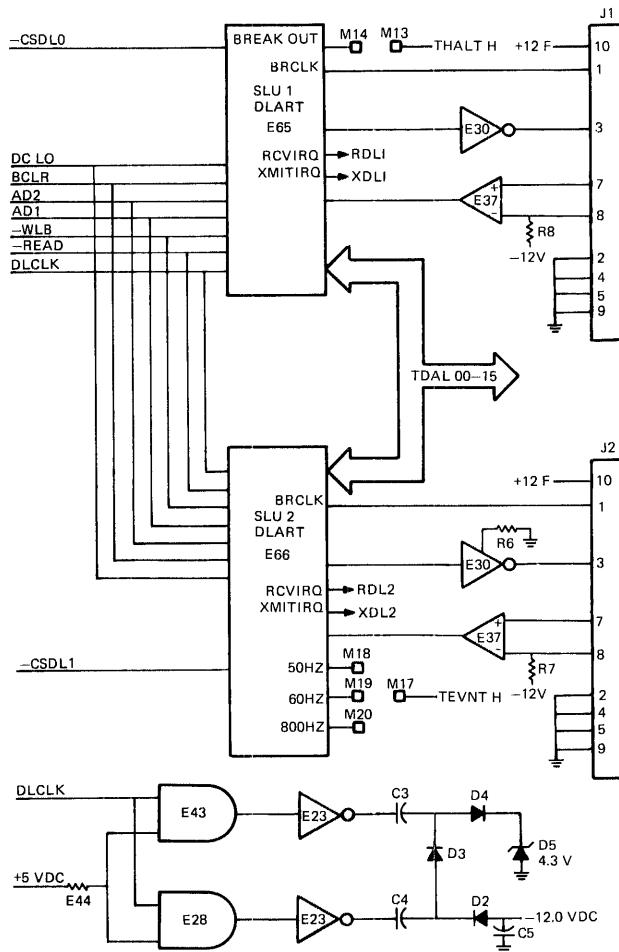 J1
-CSDL0
BREAK OUT
M14
M13
THALT H
+12 F
10
BRCLK
1
SLU 1
DLART
E65
E30
3
DC LO
RCVIRQ
RDLI
BCLR
XMITIRQ
XDLI
7
AD2
+
E37
AD1
-
8
-WLB
R8
-READ
-12V
DLCLK
2
4
5
9
TDAL 00-15
J2
+12 F
10
BRCLK
1
SLU 2
DLART
R6
E66
E30
3
RCVIRQ
RDL2
XMITIRQ
XDL2
7
+
E37
-
8
M18
-CSDL1
50HZ
R7
M19
M17
-12V
60HZ
TEVNT H
2
M20
4
800HZ
5
9
DLCLK
C3
D4
E43
E23
D5
4.3 V
+5 VDC
D3
E44
C4
D2
E28
E23
-12.0 VDC
C5